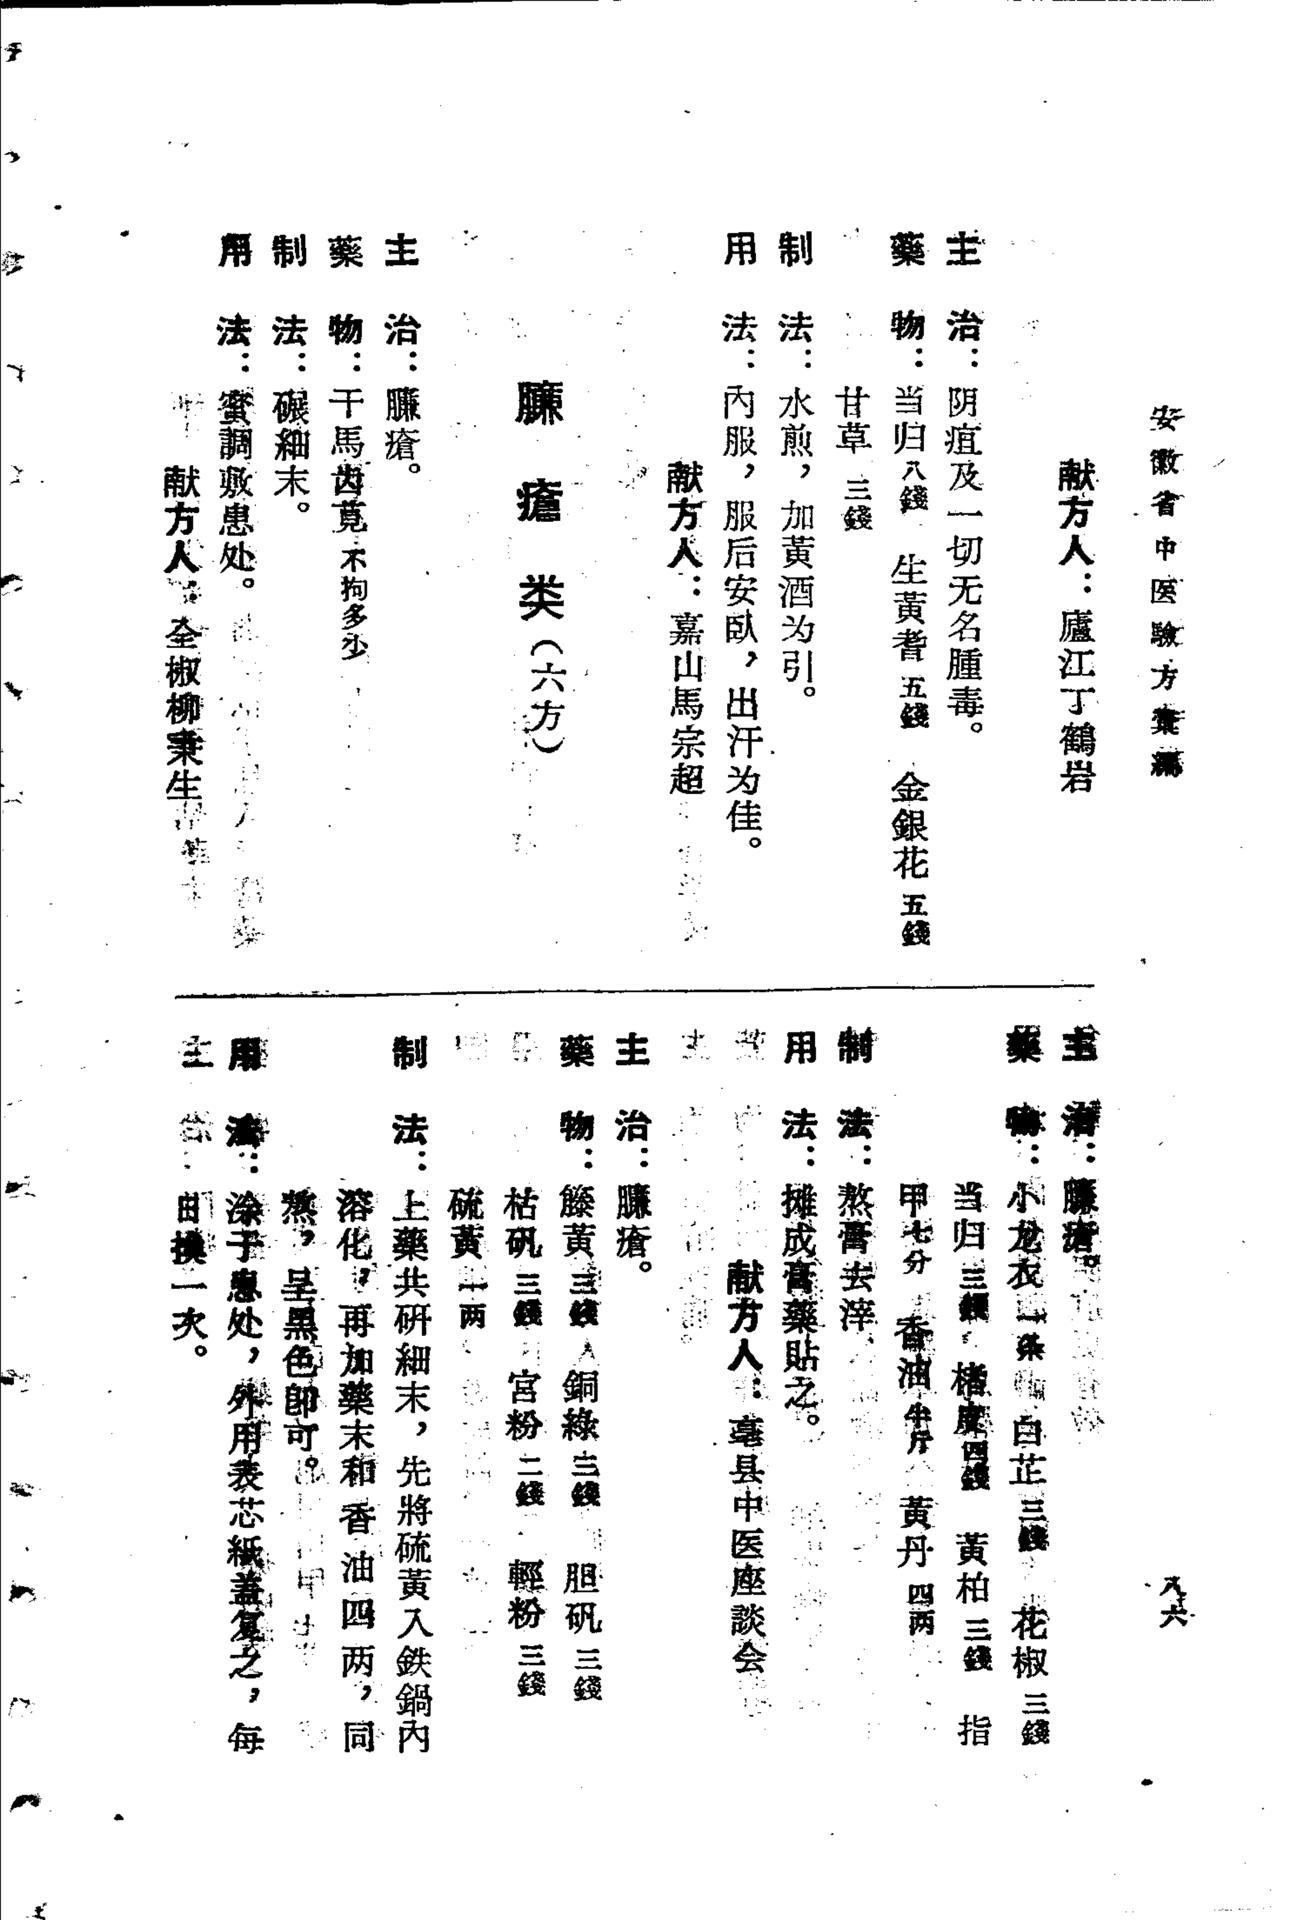 安徽省中医驗方彙編
八六
献方人：廬江丁鶴岩
主治：阴疽及一切无名腫毒。
藥物：当归八錢 生黃耆五錢 金銀花五錢
甘草三錢
制法：水煎，加黃酒为引。
用法：內服，服后安臥，出汗为佳。
献方人：嘉山馬宗超
臁瘡类（六方）
主治：臁瘡。
藥物：干馬齿莧不拘多少
制法：碾細末。
用法：蜜調敷患处。
献方人：全椒柳秉生
主治：臁瘡。
藥物：小龙衣一条 白芷三錢 花椒三錢
当归三錢 楮皮四錢 黃柏三錢 指
甲七分 香油半斤 黃丹四两
制法：熬膏去滓
用法：摊成膏藥貼之。
献方人：亳县中医座談会
主治：臁瘡。
藥物：籐黃三錢 銅綠三錢 胆矾三錢
枯矾三錢 宮粉二錢 輕粉三錢
硫黃一两
制法：上藥共研細末，先將硫黃入鉄鍋內
溶化，再加藥末和香油四两，同
熬，呈黑色卽可。
用法：涂于患处，外用表芯紙盖复之，每
日換一次。